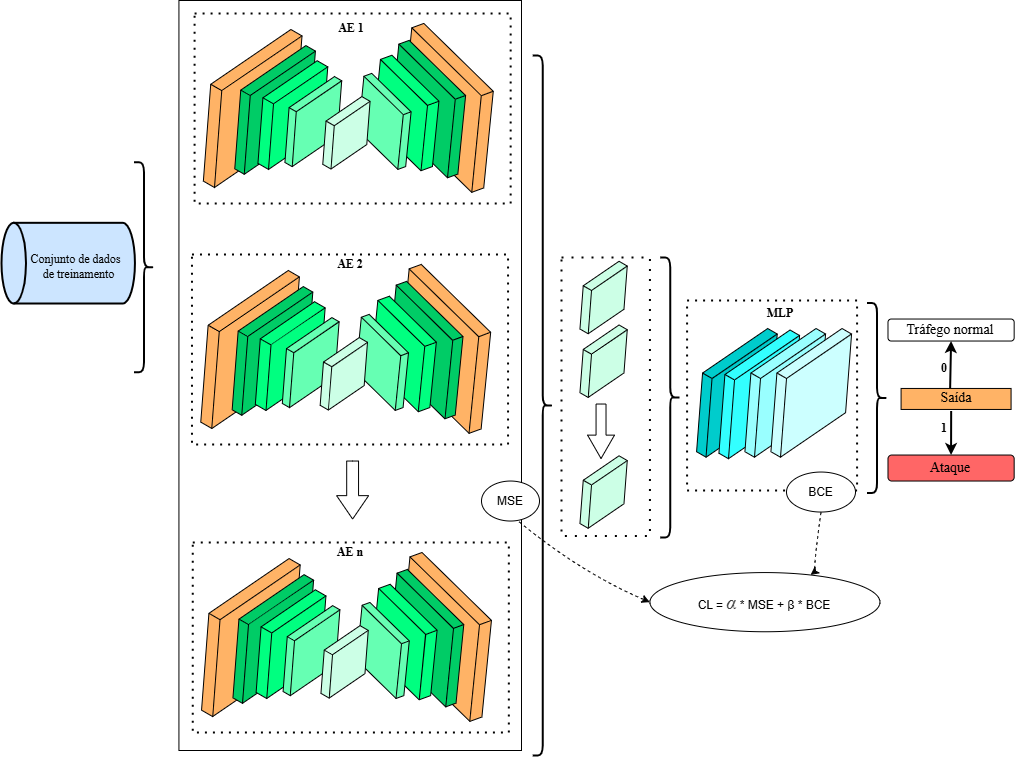 AE 1
Conjunto de dados
de treinamento
AE 2
AE n
MSE
MLP
BCE
CL = α * MSE + β * BCE
Tráfego normal
0
Saída
1
Ataque